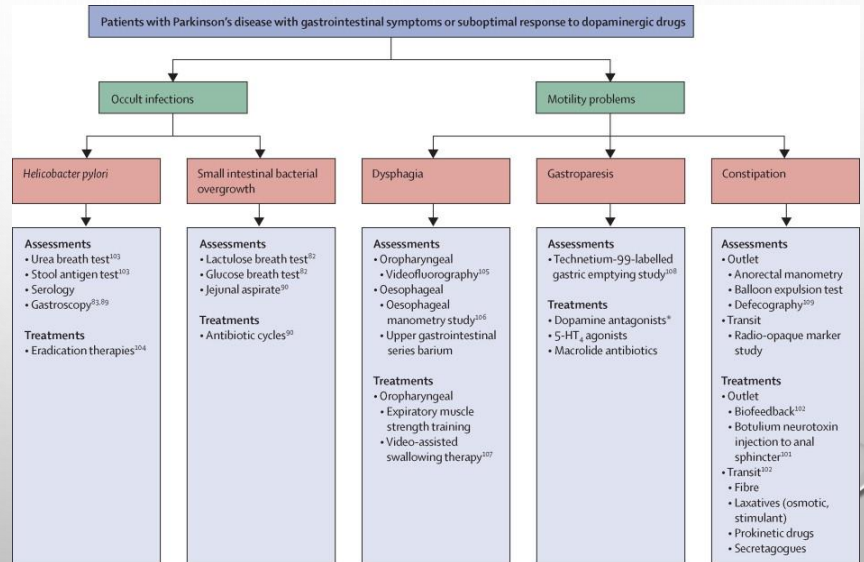 Patients with Parkinson's disease with gastrointestinal symptoms or suboptimal response to dopaminergic drugs
Occult infections
Motility problems
Helicobacter pylori
Small intestinal bacterial
overgrowth
Dysphagia
Gastroparesis
Constipation
Assessments
• Urea breath test103
• Stool antigen test103
• Serology
• Gastroscopy83,89
Treatments
• Eradication therapies104
Assessments
• Lactulose breath test82
• Glucose breath test82
• Jejunal aspirate90
Treatments
• Antibiotic cycles90
Assessments
• Oropharyngeal
• Videofluorography105
• Oesophageal
• Oesophageal
manometry study106
• Upper gastrointestinal
series barium
Treatments
• Oropharyngeal
• Expiratory muscle
strength training
• Video-assisted
swallowing therapy107
Assessments
• Technetium-99-labelled
gastric emptying study108
Treatments
• Dopamine antagonists*
• 5-HT4 agonists
• Macrolide antibiotics
Assessments
• Outlet
• Anorectal manometry
• Balloon expulsion test
• Defecography109
• Transit
• Radio-opaque marker
study
Treatments
• Outlet
• Biofeedback102
• Botulium neurotoxin
injection to anal
sphincter101
• Transit102
• Fibre
• Laxatives (osmotic,
stimulant)
• Prokinetic drugs
• Secretagogues